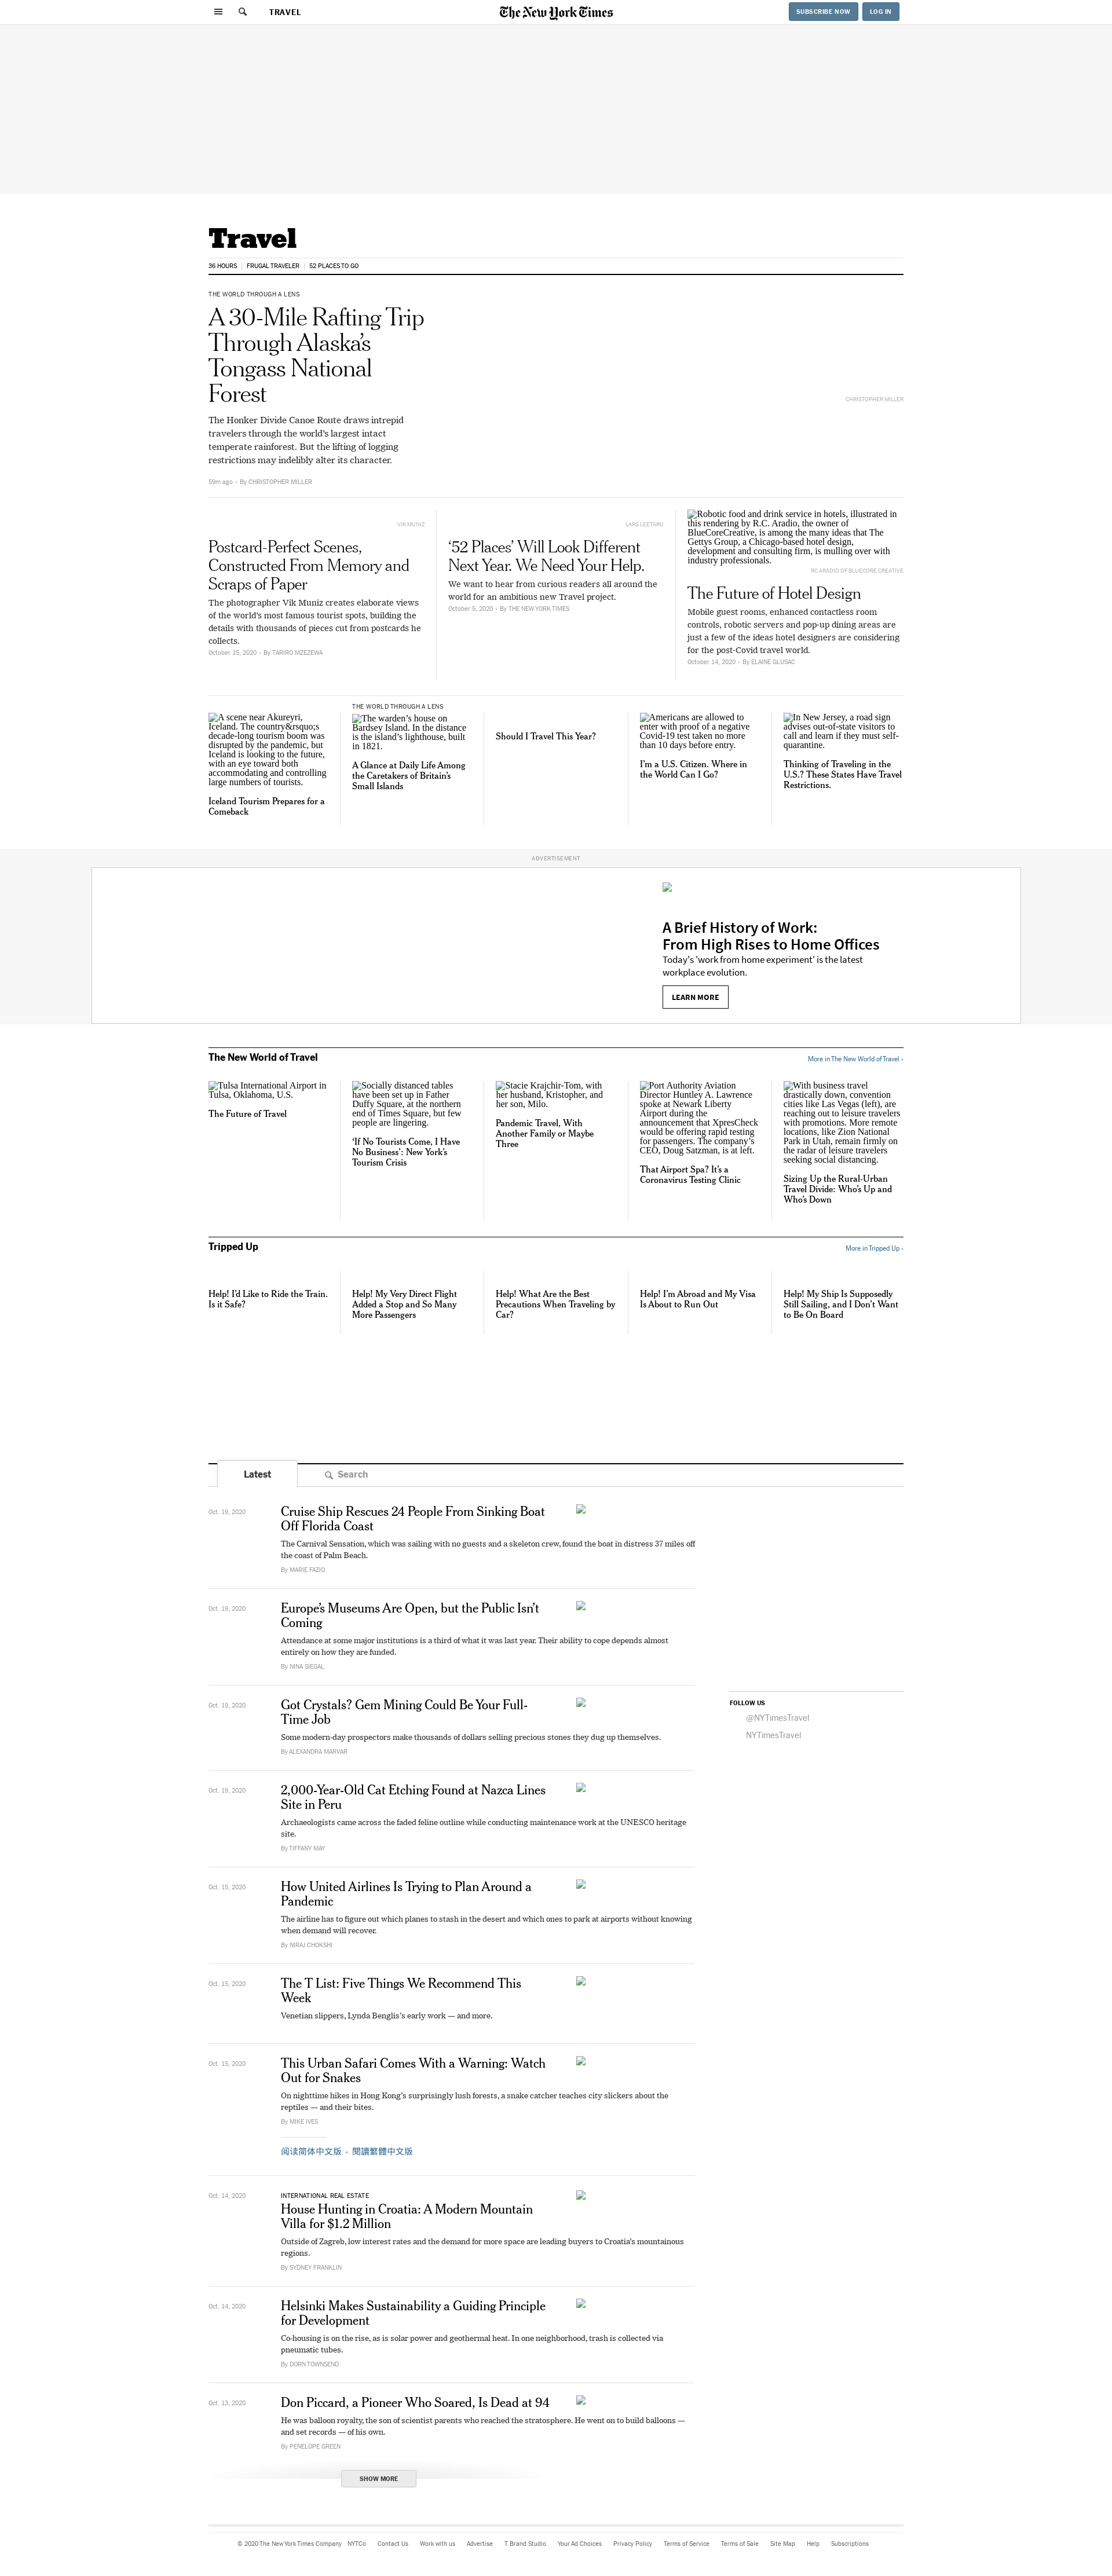 TRAVEL
The New York Times
SUBSCRIBE NOW
LOG IN
Travel
36 HOURS
FRUGAL TRAVELER
52 PLACES TO GO
THE WORLD THROUGH A LENS
A 30-Mile Rafting Trip
Through Alaska’s
Tongass National
Forest
The Honker Divide Canoe Route draws intrepid
travelers through the world’s largest intact
temperate rainforest. But the lifting of logging
restrictions may indelibly alter its character.
59m ago • By CHRISTOPHER MILLER
CHRISTOPHER MILLER
VIK MUNIZ
Postcard-Perfect Scenes,
Constructed From Memory and
Scraps of Paper
The photographer Vik Muniz creates elaborate views
of the world’s most famous tourist spots, building the
details with thousands of pieces cut from postcards he
collects.
October 15, 2020 • By TARIRO MZEZEWA
LARS LEETARU
‘52 Places’ Will Look Different
Next Year. We Need Your Help.
We want to hear from curious readers all around the
world for an ambitious new Travel project.
October 5, 2020 • By THE NEW YORK TIMES
Robotic food and drink service in hotels, illustrated in
this rendering by R.C. Aradio, the owner of
BlueCoreCreative, is among the many ideas that The
Gettys Group, a Chicago-based hotel design,
development and consulting firm, is mulling over with
industry professionals.
RC ARADIO OF BLUECORE CREATIVE
The Future of Hotel Design
Mobile guest rooms, enhanced contactless room
controls, robotic servers and pop-up dining areas are
just a few of the ideas hotel designers are considering
for the post-Covid travel world.
October 14, 2020 • By ELAINE GLUSAC
A scene near Akureyri,
Iceland. The country&rsquo;s
decade-long tourism boom was
disrupted by the pandemic, but
Iceland is looking to the future,
with an eye toward both
accommodating and controlling
large numbers of tourists.
Iceland Tourism Prepares for a
Comeback
THE WORLD THROUGH A LENS
The warden’s house on
Bardsey Island. In the distance
is the island’s lighthouse, built
in 1821.
A Glance at Daily Life Among
the Caretakers of Britain’s
Small Islands
Should I Travel This Year?
Americans are allowed to
enter with proof of a negative
Covid-19 test taken no more
than 10 days before entry.
I’m a U.S. Citizen. Where in
the World Can I Go?
In New Jersey, a road sign
advises out-of-state visitors to
call and learn if they must self-
quarantine.
Thinking of Traveling in the
U.S.? These States Have Travel
Restrictions.
ADVERTISEMENT
A Brief History of Work:
From High Rises to Home Offices
Today's 'work from home experiment' is the latest
workplace evolution.
LEARN MORE
The New World of Travel
More in The New World of Travel ›
Tulsa International Airport in
Tulsa, Oklahoma, U.S.
The Future of Travel
Socially distanced tables
have been set up in Father
Duffy Square, at the northern
end of Times Square, but few
people are lingering.
‘If No Tourists Come, I Have
No Business’: New York’s
Tourism Crisis
Stacie Krajchir-Tom, with
her husband, Kristopher, and
her son, Milo.
Pandemic Travel, With
Another Family or Maybe
Three
Port Authority Aviation
Director Huntley A. Lawrence
spoke at Newark Liberty
Airport during the
announcement that XpresCheck
would be offering rapid testing
for passengers. The company’s
CEO, Doug Satzman, is at left.
That Airport Spa? It’s a
Coronavirus Testing Clinic
With business travel
drastically down, convention
cities like Las Vegas (left), are
reaching out to leisure travelers
with promotions. More remote
locations, like Zion National
Park in Utah, remain firmly on
the radar of leisure travelers
seeking social distancing.
Sizing Up the Rural-Urban
Travel Divide: Who’s Up and
Who’s Down
Tripped Up
More in Tripped Up ›
Help! I’d Like to Ride the Train.
Is it Safe?
Help! My Very Direct Flight
Added a Stop and So Many
More Passengers
Help! What Are the Best
Precautions When Traveling by
Car?
Help! I’m Abroad and My Visa
Is About to Run Out
Help! My Ship Is Supposedly
Still Sailing, and I Don’t Want
to Be On Board
Latest
Search
Oct. 19, 2020
Cruise Ship Rescues 24 People From Sinking Boat
Off Florida Coast
The Carnival Sensation, which was sailing with no guests and a skeleton crew, found the boat in distress 37 miles off
the coast of Palm Beach.
By MARIE FAZIO
Oct. 19, 2020
Europe’s Museums Are Open, but the Public Isn’t
Coming
Attendance at some major institutions is a third of what it was last year. Their ability to cope depends almost
entirely on how they are funded.
By NINA SIEGAL
FOLLOW US
@NYTimesTravel
NYTimesTravel
Oct. 19, 2020
Got Crystals? Gem Mining Could Be Your Full-
Time Job
Some modern-day prospectors make thousands of dollars selling precious stones they dug up themselves.
By ALEXANDRA MARVAR
Oct. 19, 2020
2,000-Year-Old Cat Etching Found at Nazca Lines
Site in Peru
Archaeologists came across the faded feline outline while conducting maintenance work at the UNESCO heritage
site.
By TIFFANY MAY
Oct. 15, 2020
How United Airlines Is Trying to Plan Around a
Pandemic
The airline has to figure out which planes to stash in the desert and which ones to park at airports without knowing
when demand will recover.
By NIRAJ CHOKSHI
Oct. 15, 2020
The T List: Five Things We Recommend This
Week
Venetian slippers, Lynda Benglis’s early work — and more.
Oct. 15, 2020
This Urban Safari Comes With a Warning: Watch
Out for Snakes
On nighttime hikes in Hong Kong’s surprisingly lush forests, a snake catcher teaches city slickers about the
reptiles — and their bites.
By MIKE IVES
阅读简体中文版 • 閱讀繁體中文版
Oct. 14, 2020
INTERNATIONAL REAL ESTATE
House Hunting in Croatia: A Modern Mountain
Villa for $1.2 Million
Outside of Zagreb, low interest rates and the demand for more space are leading buyers to Croatia’s mountainous
regions.
By SYDNEY FRANKLIN
Oct. 14, 2020
Helsinki Makes Sustainability a Guiding Principle
for Development
Co-housing is on the rise, as is solar power and geothermal heat. In one neighborhood, trash is collected via
pneumatic tubes.
By DORN TOWNSEND
Oct. 13, 2020
Don Piccard, a Pioneer Who Soared, Is Dead at 94
He was balloon royalty, the son of scientist parents who reached the stratosphere. He went on to build balloons —
and set records — of his own.
By PENELOPE GREEN
SHOW MORE
© 2020 The New York Times Company NYTCo Contact Us Work with us Advertise T Brand Studio Your Ad Choices Privacy Policy Terms of Service Terms of Sale Site Map Help Subscriptions